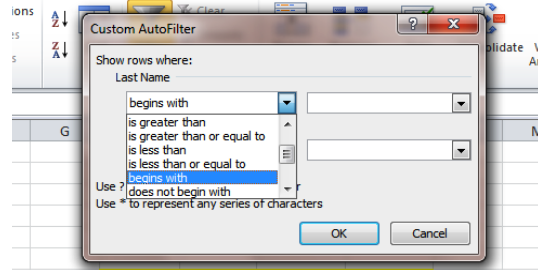 ions
Clear
Custom AutoFilter
?
X
Show rows where:
Last Name
begins with
is greater than
is greater than or equal to
is less than
is less than or equal to
begins with
does not begin with
Use ?
r
Use * to represent any series of characters
OK
Cancel
A
Z
Z
A
es
s
lidate
V
A
G